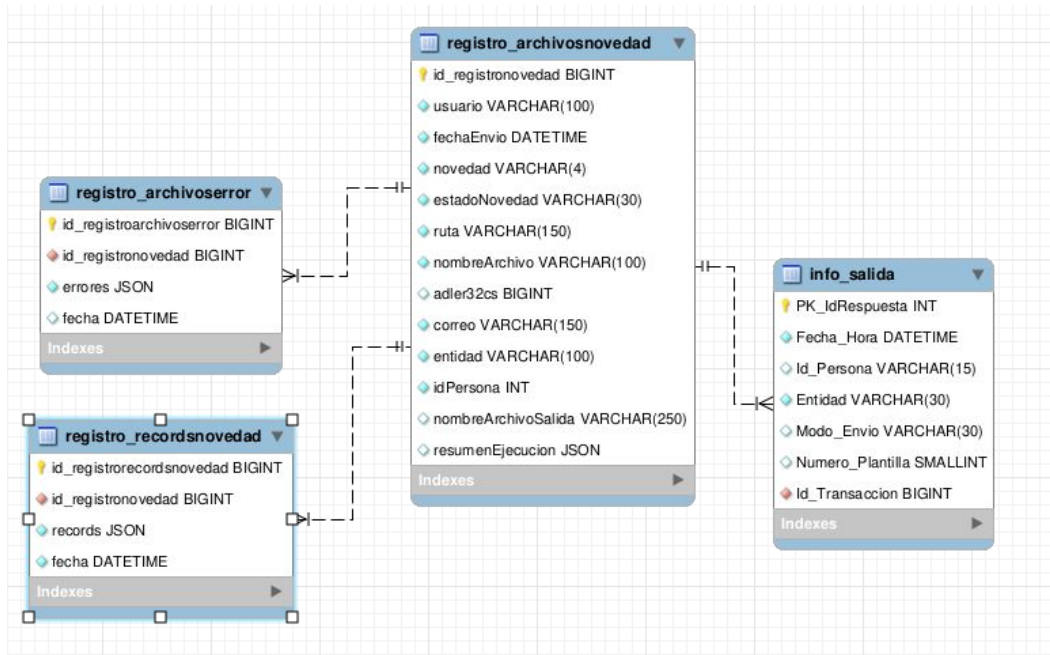 registro_archivosnovedad
id_registronovedad BIGINT
usuario VARCHAR(100)
fechaEnvio DATETIME
novedad VARCHAR(4)
estadoNovedad VARCHAR(30)
ruta VARCHAR(150)
nombreArchivo VARCHAR(100)
adler32cs BIGINT
correo VARCHAR(150)
entidad VARCHAR(100)
idPersona INT
nombreArchivoSalida VARCHAR(250)
resumenEjecucion JSON
Indexes
registro_archivoserror
id_registroarchivoserror BIGINT
id_registronovedad BIGINT
errores JSON
fecha DATETIME
Indexes
registro_recordsnovedad
id_registrorecordsnovedad BIGINT
id_registronovedad BIGINT
records JSON
fecha DATETIME
Indexes
info_salida
PK_IdRespuesta INT
Fecha_Hora DATETIME
Id_Persona VARCHAR(15)
Entidad VARCHAR(30)
Modo_Envio VARCHAR(30)
Numero_Plantilla SMALLINT
Id_Transaccion BIGINT
Indexes